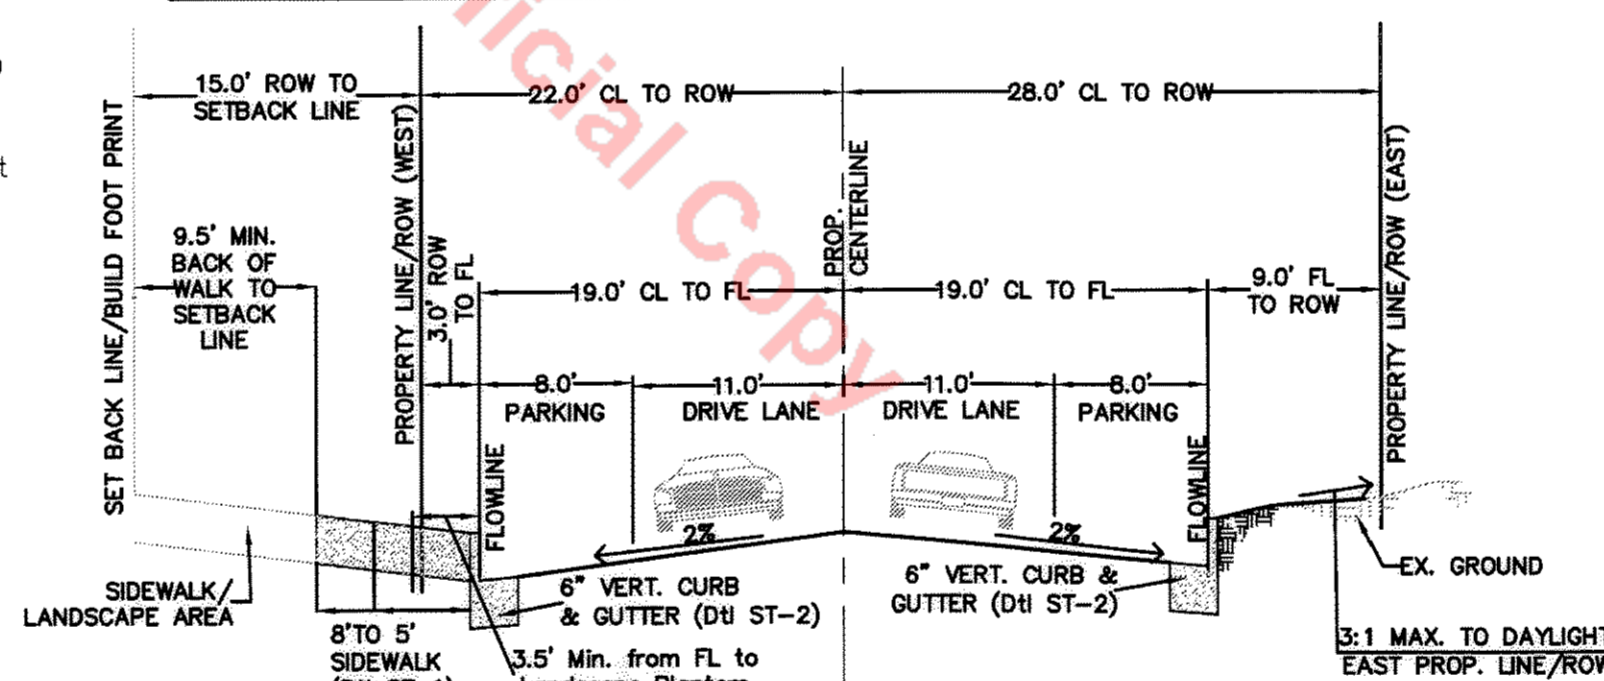 15.0' ROW TO
SETBACK LINE
22.0' CL TO ROW
28.0' CL TO ROW
SET BACK LINE/BUILD FOOT PRINT
PROPERTY LINE/ROW (WEST)
PROP.
CENTERLINE
PROPERTY LINE/ROW (EAST)
9.5' MIN.
BACK OF
WALK TO
SETBACK
LINE
3.0' ROW
TO FL
19.0' CL TO FL
19.0' CL TO FL
9.0' FL
TO ROW
8.0'
PARKING
11.0'
DRIVE LANE
11.0'
DRIVE LANE
8.0'
PARKING
FLOWLINE
FLOWLINE
2%
2%
SIDEWALK/
LANDSCAPE AREA
6" VERT. CURB
& GUTTER (Dtl ST-2)
6" VERT. CURB &
GUTTER (Dtl ST-2)
EX. GROUND
8'TO 5'
SIDEWALK
3.5' Min. from FL to
3:1 MAX. TO DAYLIGHT
EAST PROP. LINE/ROW
icial Copy